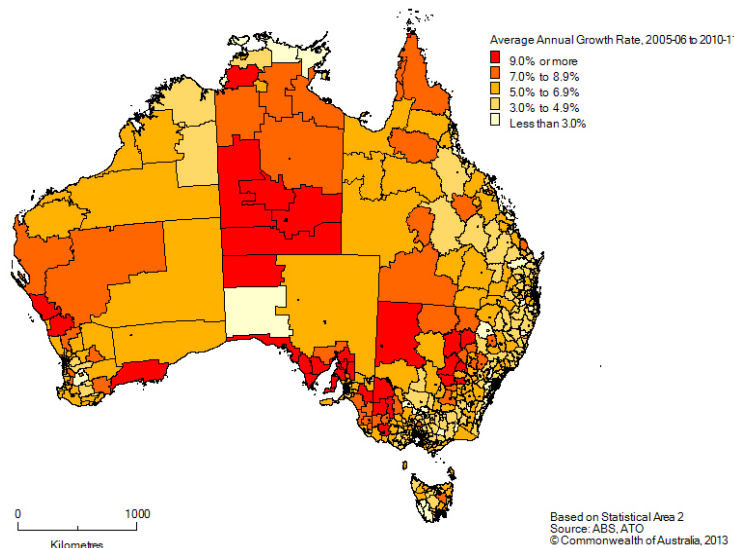 Average Annual Growth Rate, 2005-06 to 2010-1
9.0% or more
7.0% to 8.9%
5.0% to 6.9%
3.0% to 4.9%
Less than 3.0%
0 1000
Kilometres
Based on Statistical Area 2
Source: ABS, ATO
© Commonwealth of Australia, 2013